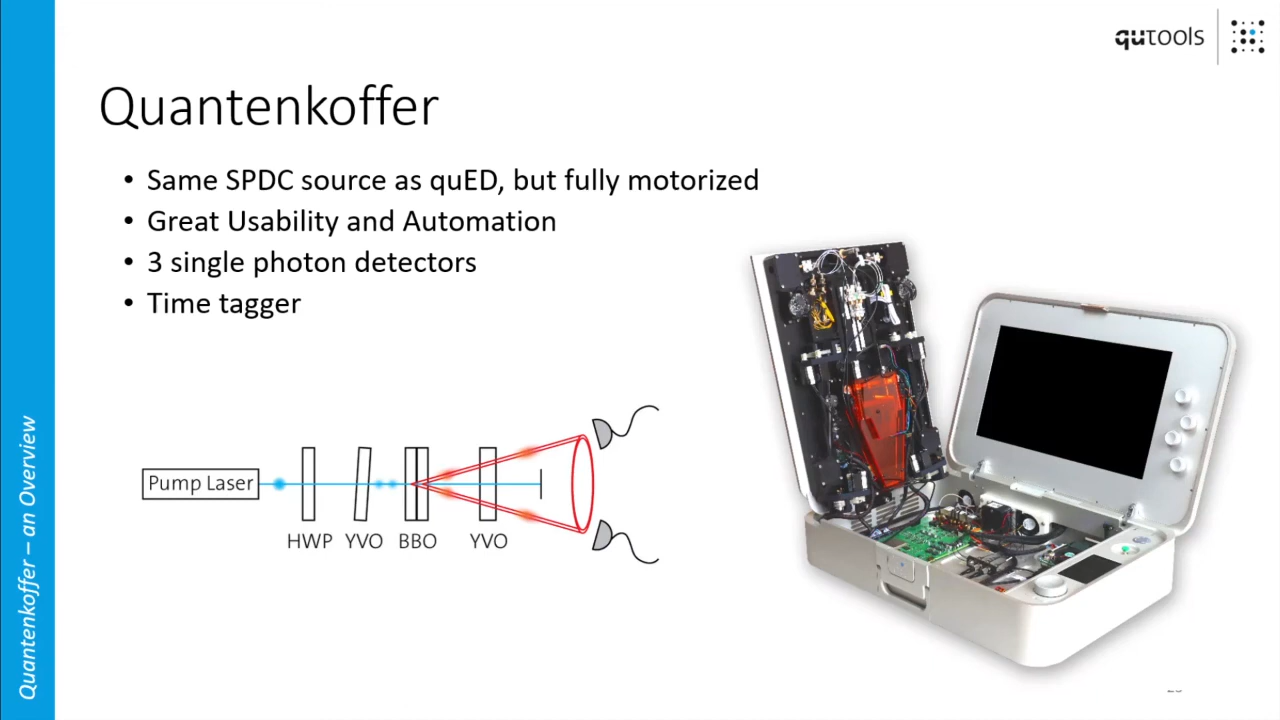 qutools
Quantenkoffer
• Same SPDC source as quED, but fully motorized
• Great Usability and Automation
• 3 single photon detectors
• Time tagger
Pump Laser
HWP YVO BBO YVO
Quantenkoffer – an Overview